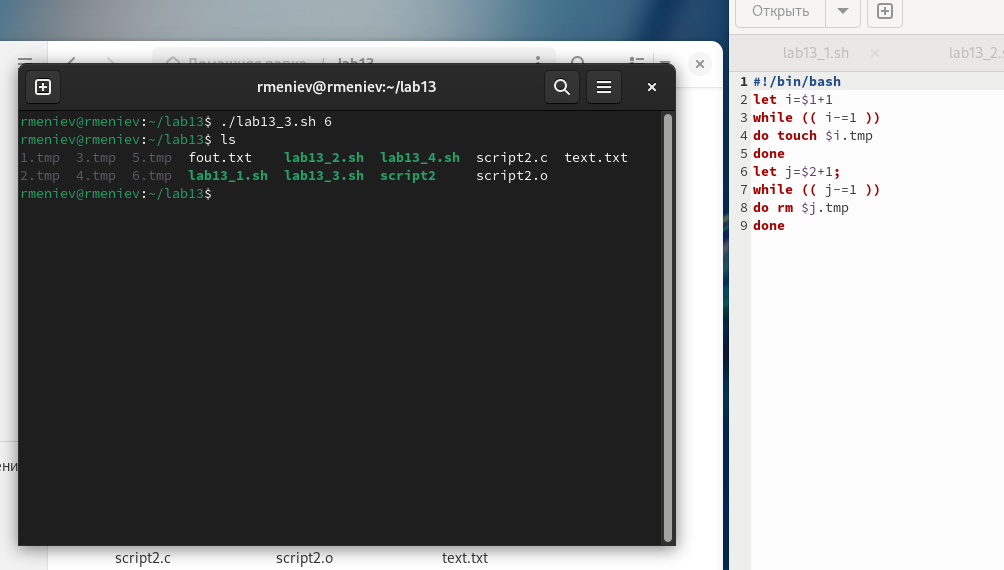 Открыть
lab13_1.sh
lab13_2.s
rmeniev@rmeniev:~/lab13
rmeniev@rmeniev:~/lab13$ ./lab13_3.sh 6
rmeniev@rmeniev:~/lab13$ ls
1.tmp 3.tmp 5.tmp fout.txt lab13_2.sh lab13_4.sh script2.c text.txt
2.tmp 4.tmp 6.tmp lab13_1.sh lab13_3.sh script2 script2.o
rmeniev@rmeniev:~/lab13$
1 #!/bin/bash
2 let i=$1+1
3 while (( i-=1 ))
4 do touch $i.tmp
5 done
6 let j=$2+1;
7 while (( j-=1 ))
8 do rm $j.tmp
9 done
script2.c script2.o text.txt